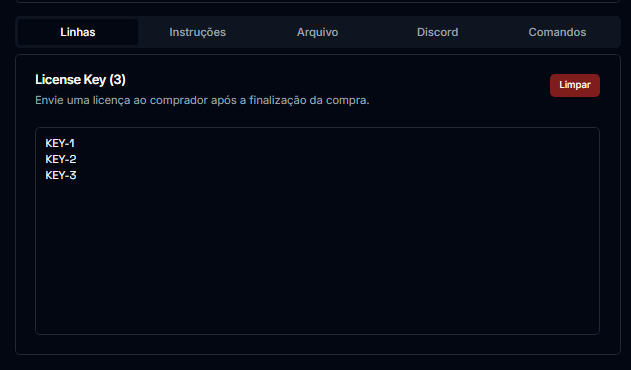 Linhas
Instruções
Arquivo
Discord
Comandos
License Key (3)
Limpar
Envie uma licença ao comprador após a finalização da compra.
KEY-1
KEY-2
KEY-3